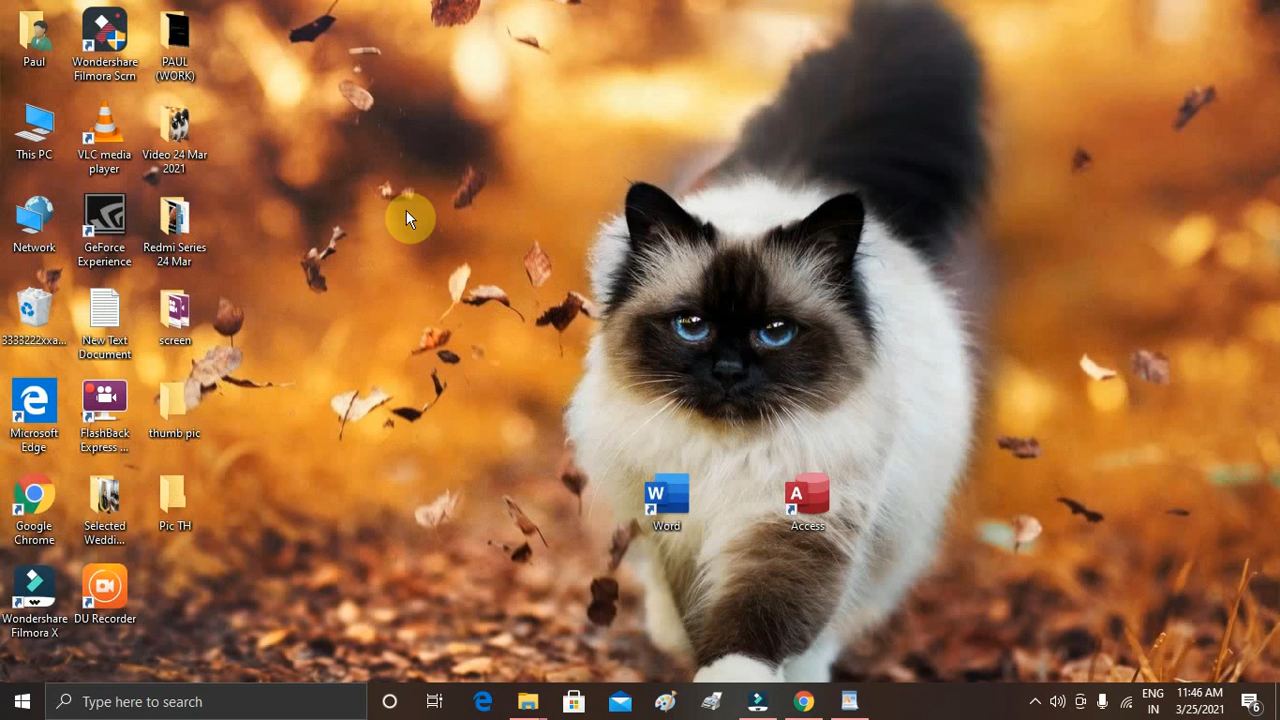 Paul
Wondershare
Filmora Scrn
PAUL
(WORK)
This PC
VLC media
player
Video 24 Mar
2021
Network
GeForce
Experience
Redmi Series
24 Mar
3333222xxa...
New Text
Document
screen
Microsoft
Edge
FlashBack
Express ...
thumb pic
Google
Chrome
Selected
Weddi...
Pic TH
W
Word
A
Access
Wondershare
Filmora X
DU Recorder
Type here to search
ENG
IN
11:46 AM
3/25/2021
6